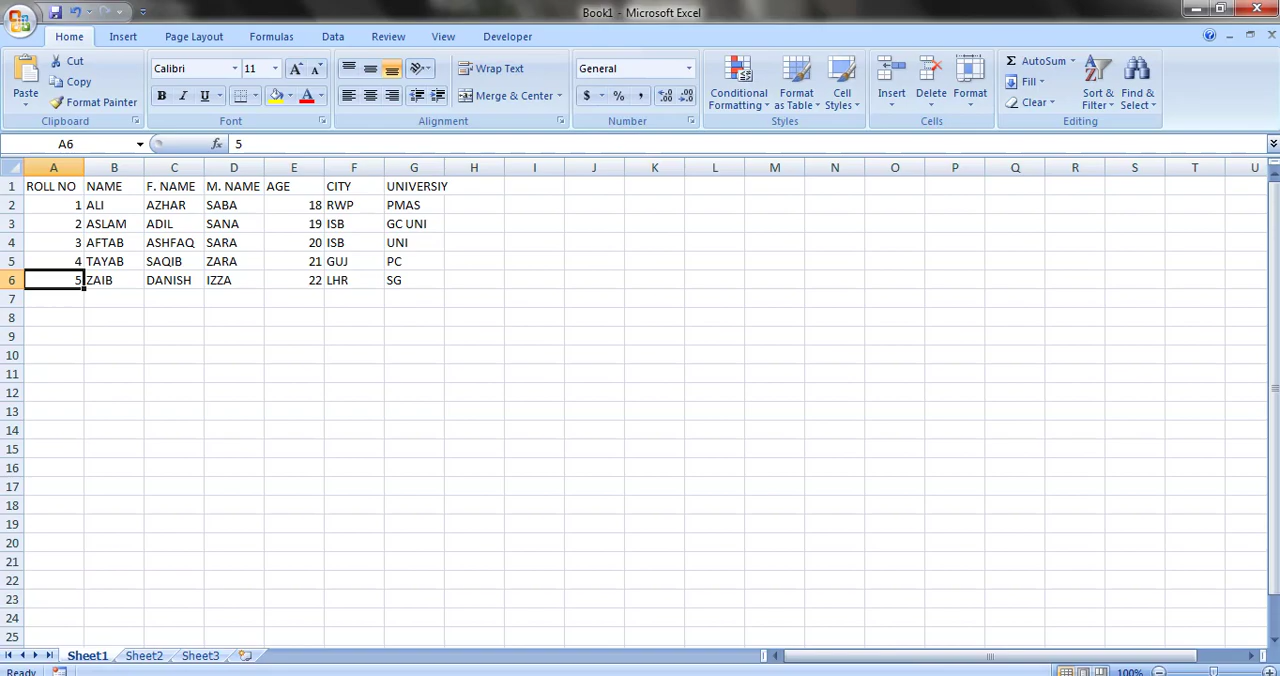 Book1 - Microsoft Excel
Home Insert Page Layout Formulas Data Review View Developer
Paste Cut Copy Format Painter Clipboard
Calibri 11 A A B I U A Font
Wrap Text Merge & Center Alignment
General $ % , .0 .00 .00 .0 Number
Conditional Formatting Format as Table Cell Styles Styles
Insert Delete Format Cells
Σ AutoSum Fill Clear Sort & Filter Find & Select Editing
A6 fx 5
A B C D E F G H I J K L M N O P Q R S T U
1 ROLL NO NAME F. NAME M. NAME AGE CITY UNIVERSIY
2 1 ALI AZHAR SABA 18 RWP PMAS
3 2 ASLAM ADIL SANA 19 ISB GC UNI
4 3 AFTAB ASHFAQ SARA 20 ISB UNI
5 4 TAYAB SAQIB ZARA 21 GUJ PC
6 5 ZAIB DANISH IZZA 22 LHR SG
7
8
9
10
11
12
13
14
15
16
17
18
19
20
21
22
23
24
25
Sheet1 Sheet2 Sheet3
Ready 100%